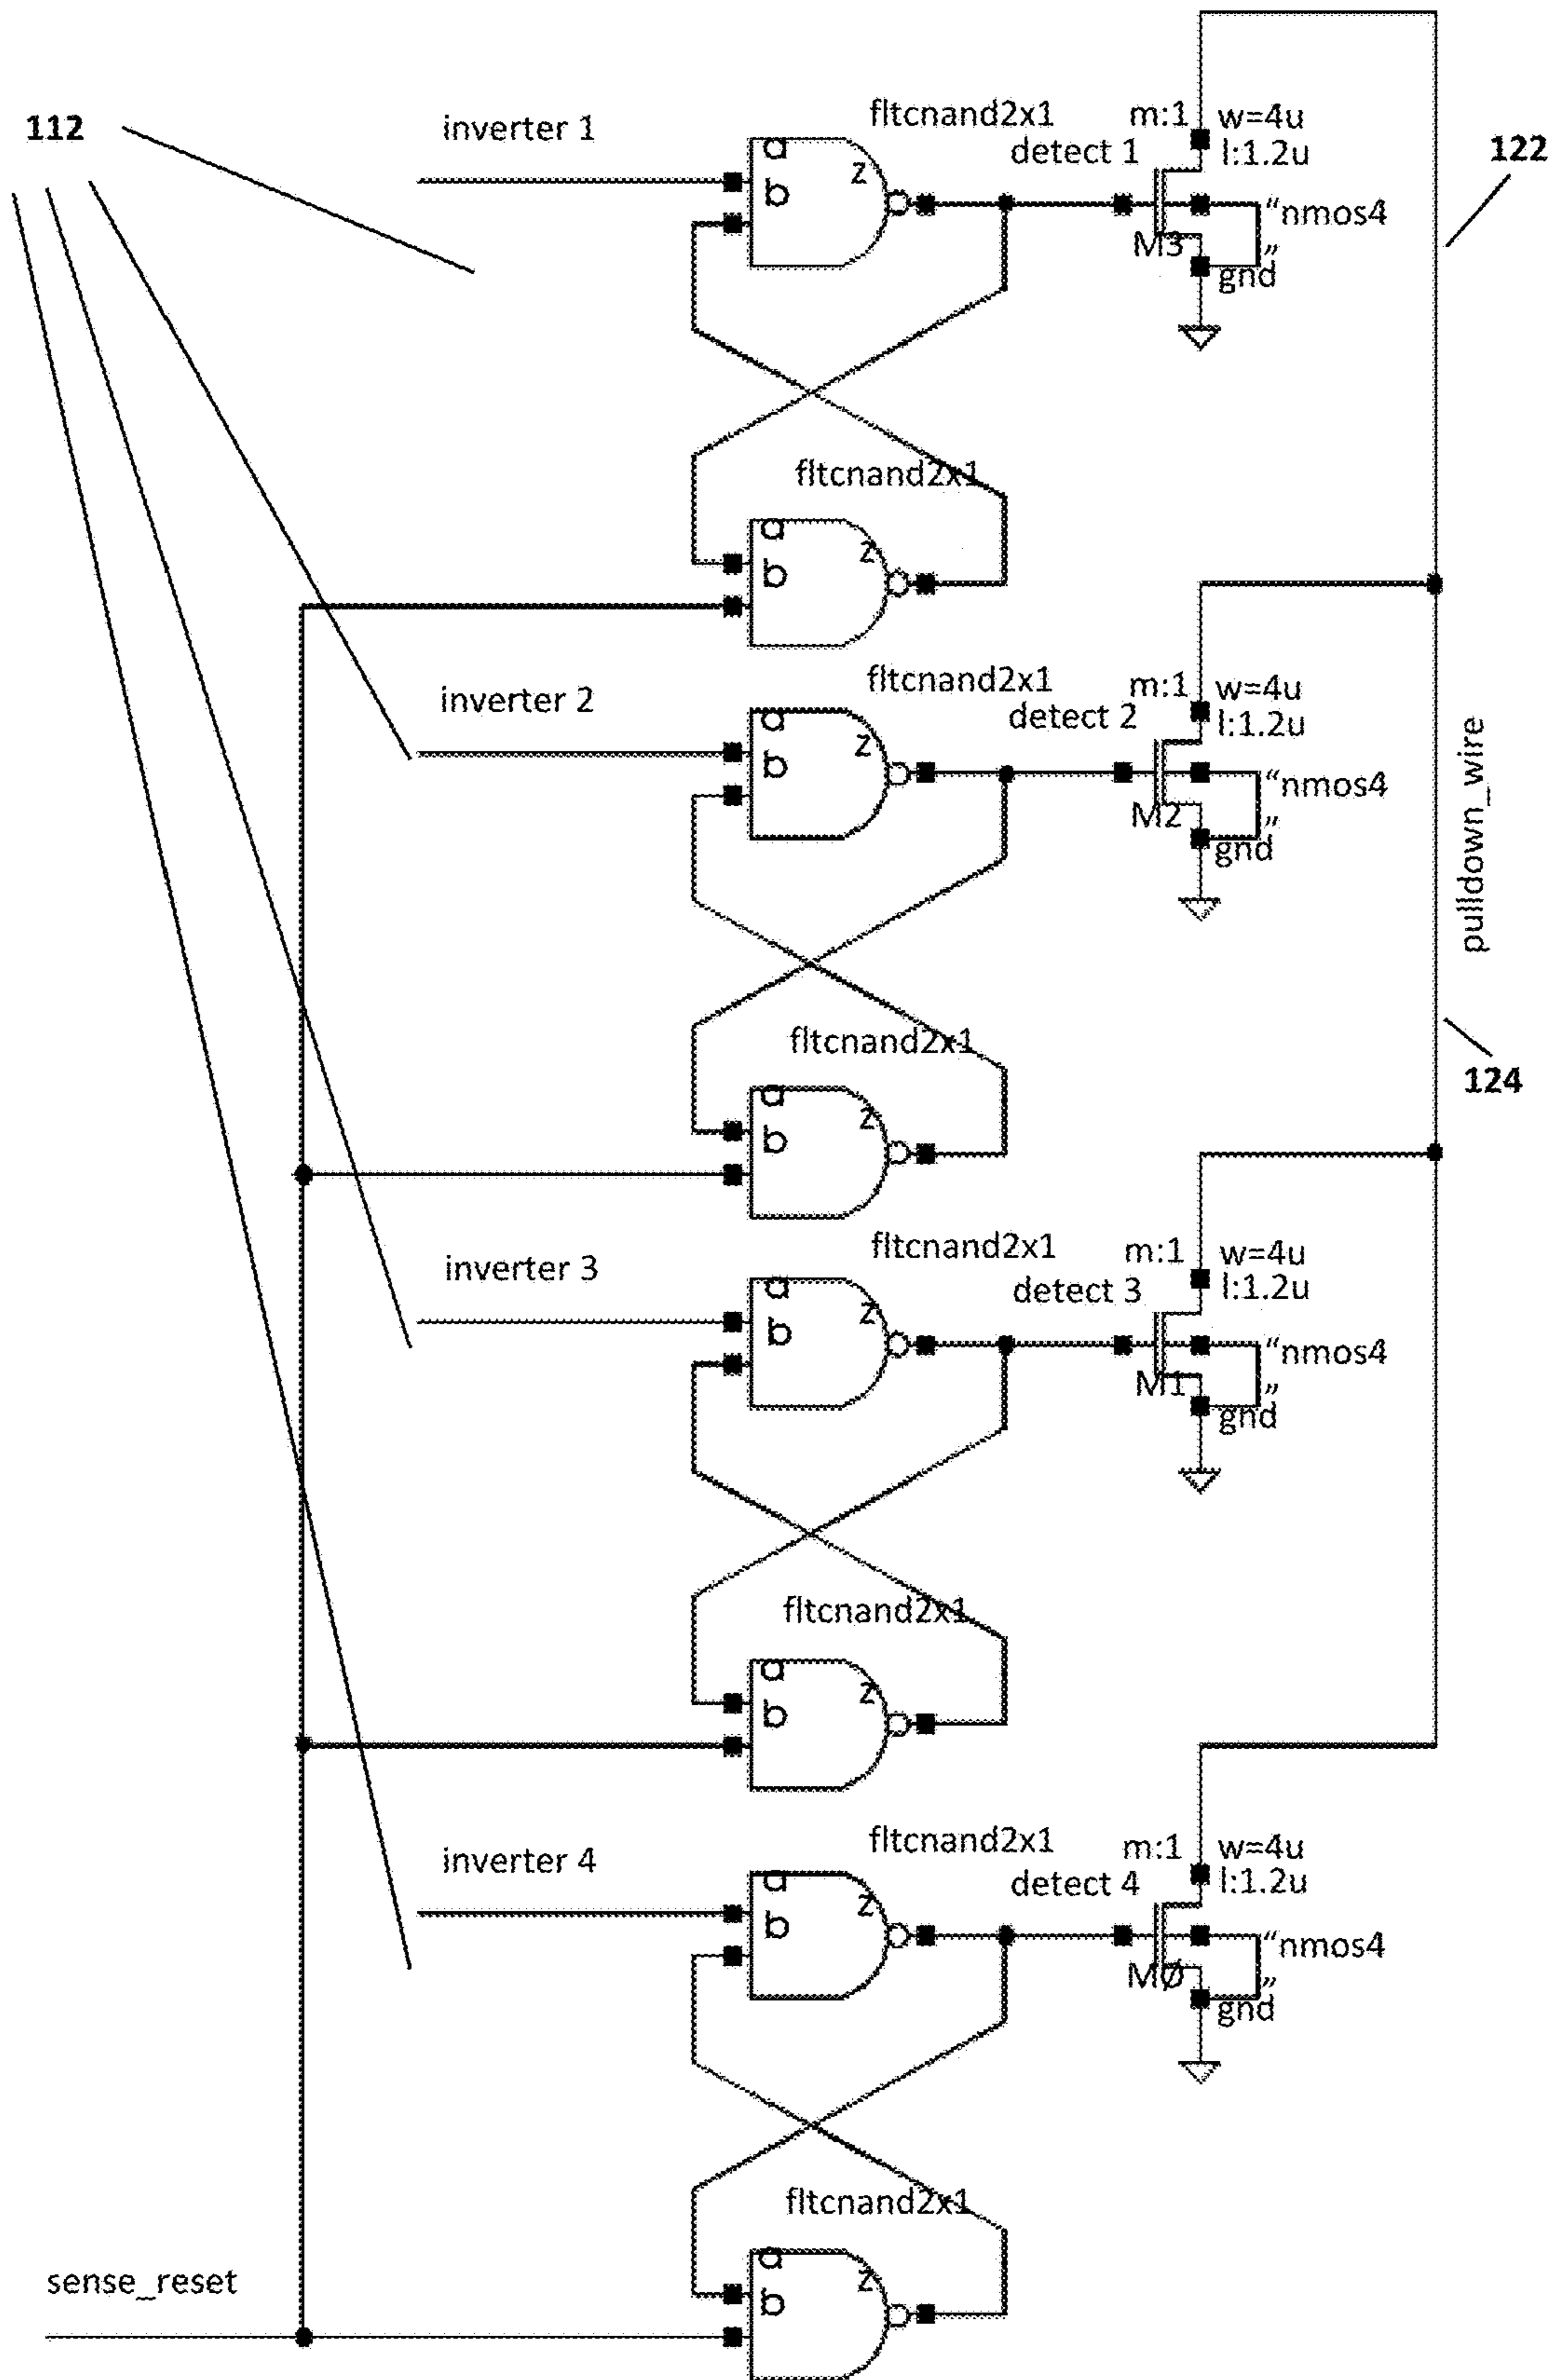 112
inverter 1
fltcnand2x1
m:1
w=4u
detect 1
l:1.2u
122
a
b
z
"nmos4
"
M3
gnd
fltcnand2x1
a
b
z
inverter 2
fltcnand2x1
m:1
w=4u
detect 2
l:1.2u
a
b
z
"nmos4
"
M2
gnd
pulldown_wire
fltcnand2x1
124
a
b
z
inverter 3
fltcnand2x1
m:1
w=4u
detect 3
l:1.2u
a
b
z
"nmos4
"
M1
gnd
fltcnand2x1
a
b
z
inverter 4
fltcnand2x1
m:1
w=4u
detect 4
l:1.2u
a
b
z
"nmos4
"
MØ
gnd
fltcnand2x1
a
b
z
sense_reset